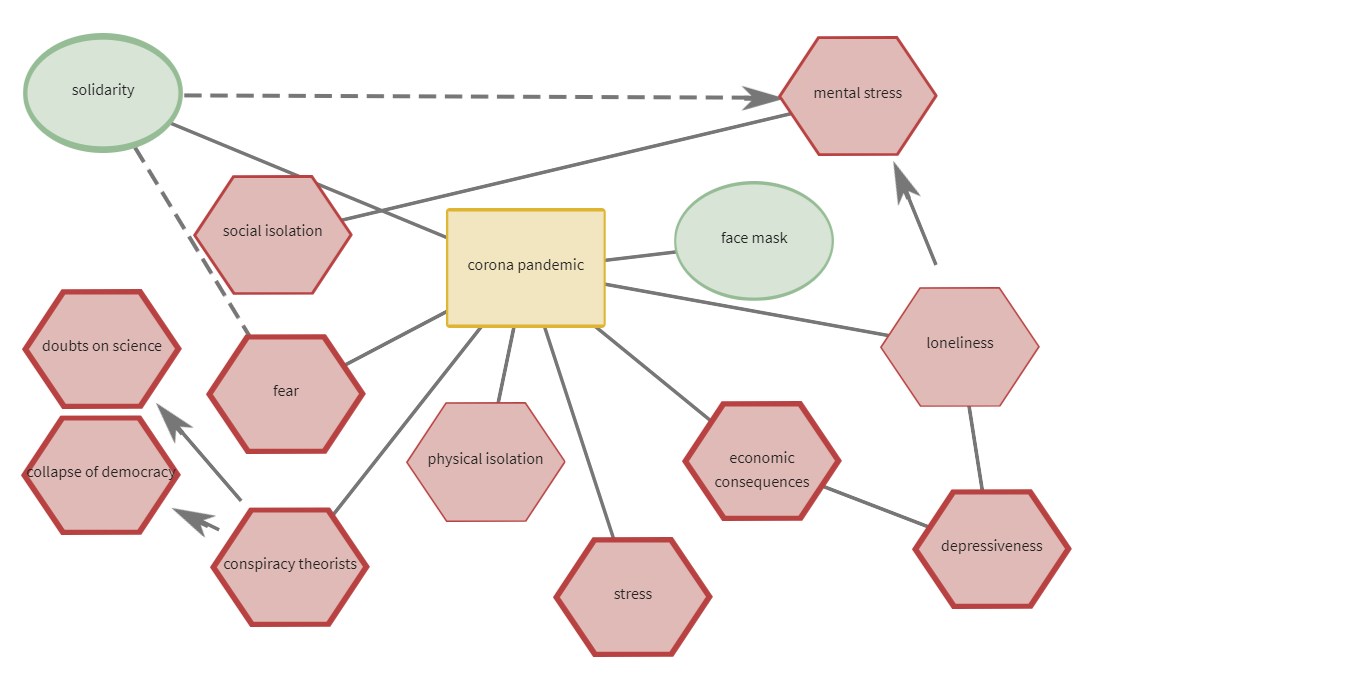 solidarity
mental stress
social isolation
face mask
corona pandemic
doubts on science
loneliness
fear
physical isolation
economic
consequences
collapse of democracy
depressiveness
conspiracy theorists
stress